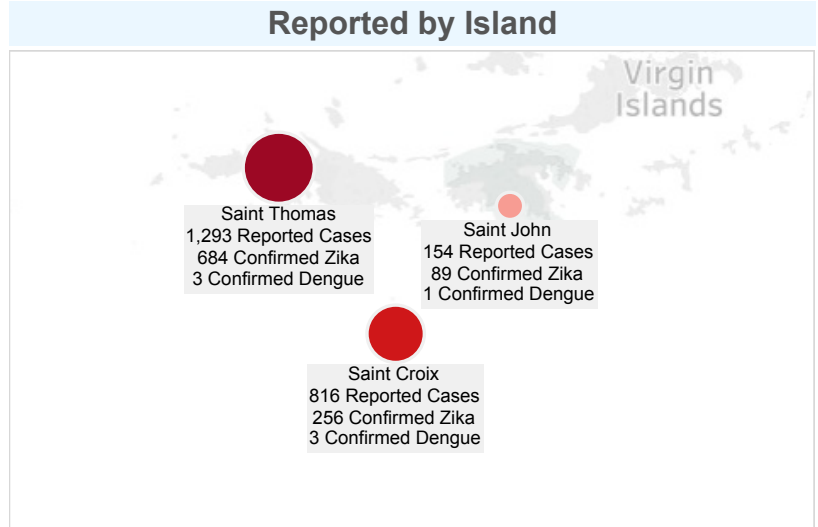 Reported by Island
Virgin
Islands
Saint Thomas
1,293 Reported Cases
684 Confirmed Zika
3 Confirmed Dengue
Saint John
154 Reported Cases
89 Confirmed Zika
1 Confirmed Dengue
Saint Croix
816 Reported Cases
256 Confirmed Zika
3 Confirmed Dengue